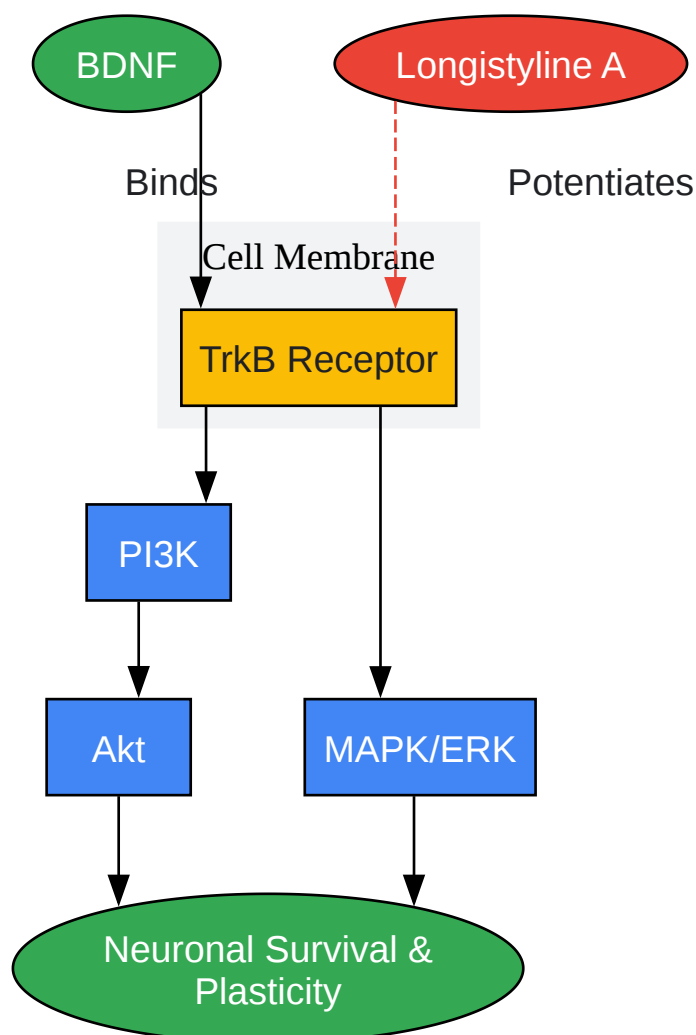 BDNF
Longistyline A
Binds
Potentiates
Cell Membrane
TrkB Receptor
PI3K
Akt
MAPK/ERK
Neuronal Survival &
Plasticity